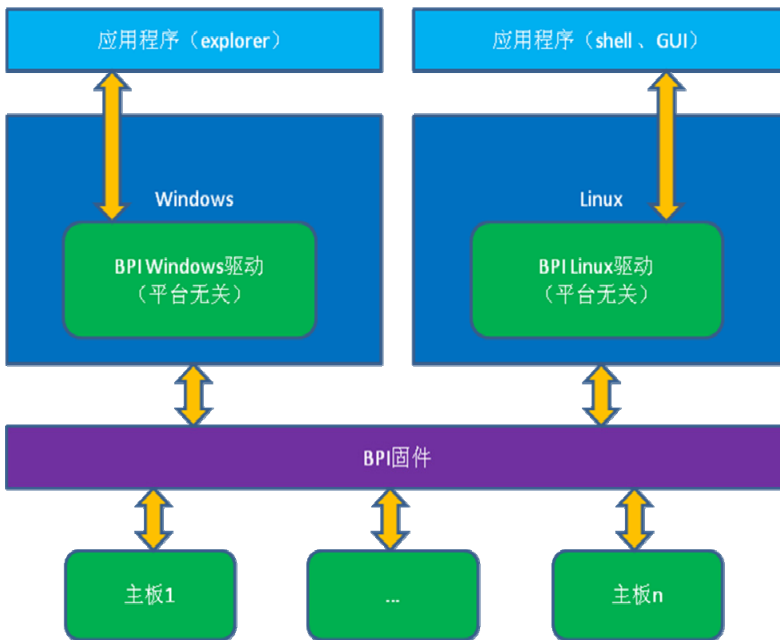 应用程序（explorer）
应用程序（shell 、GUI）
Windows
Linux
BPI Windows驱动
（平台无关）
BPI Linux驱动
（平台无关）
BPI固件
主板1
...
主板n